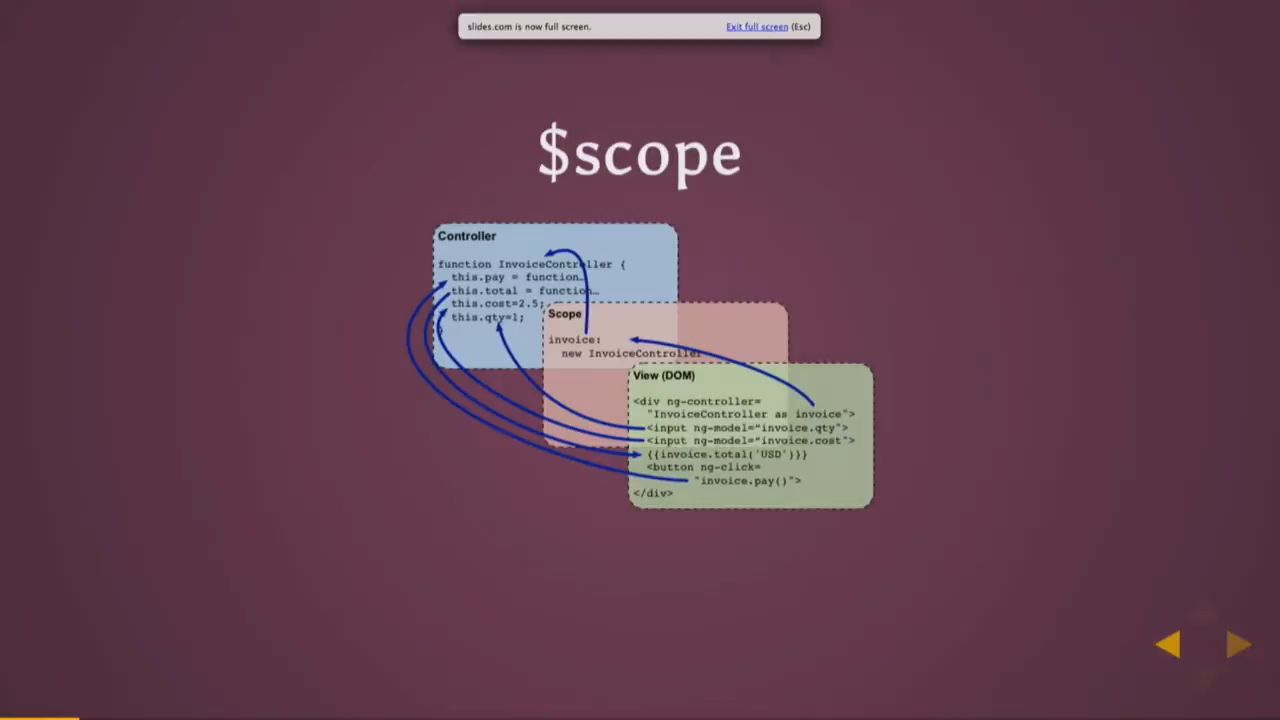 slides.com is now full screen.
Exit full screen (Esc)
$scope
Controller
function InvoiceController {
this.pay = function…
this.total = function…
this.cost=2.5;
this.qty=1;
}
Scope
invoice:
new InvoiceController
View (DOM)
<div ng-controller=
"InvoiceController as invoice">
<input ng-model=“invoice.qty">
<input ng-model=“invoice.cost">
{{invoice.total('USD')}}
<button ng-click=
"invoice.pay()">
</div>